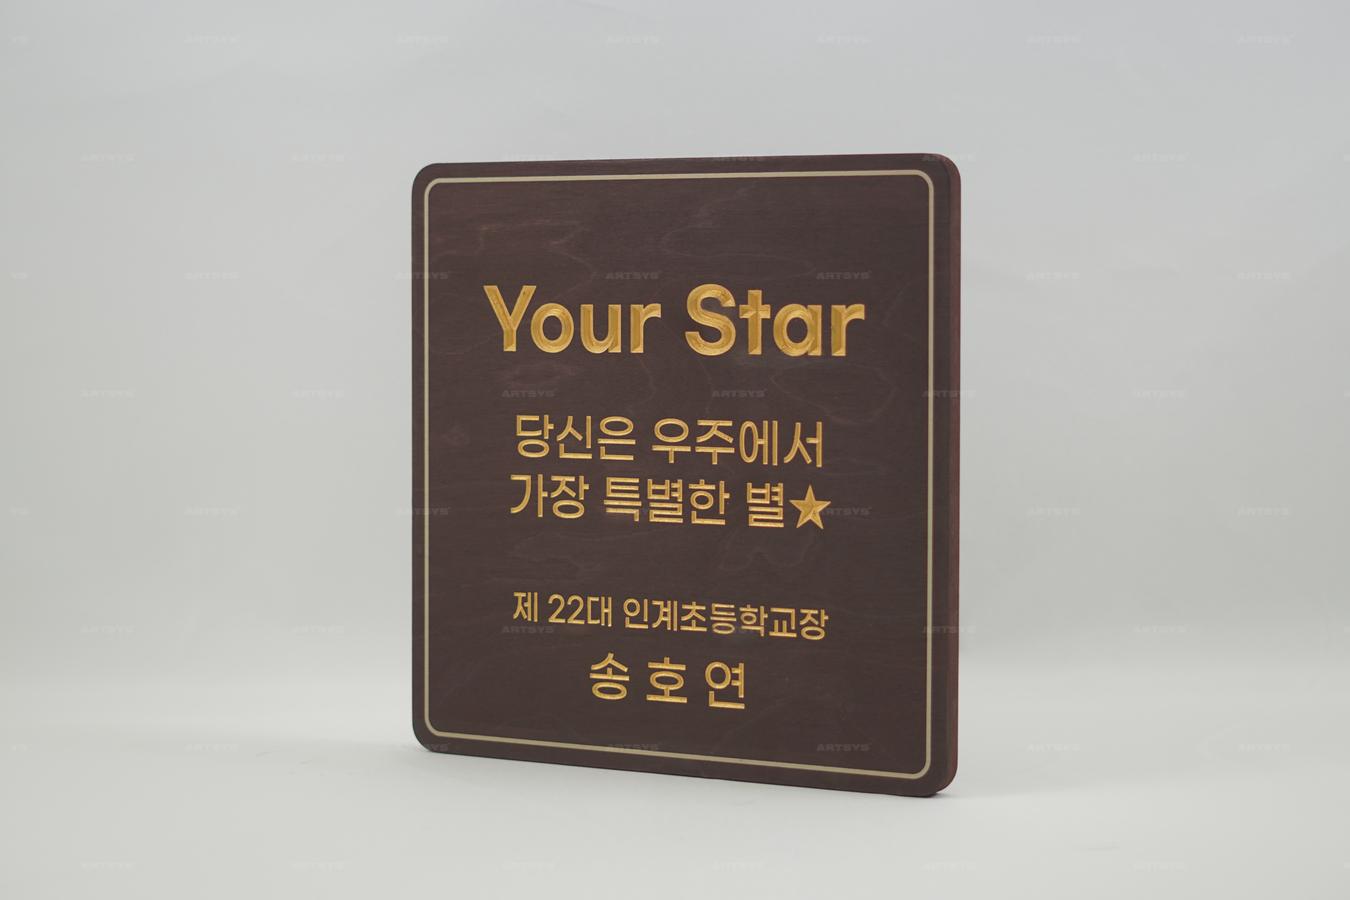 Your Star
당신은 우주에서
가장 특별한 별★
제 22대 인계초등학교장
송호연
ARTSYS